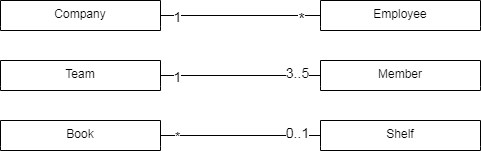 Company 1 * Employee
Team 1 3..5 Member
Book * 0..1 Shelf